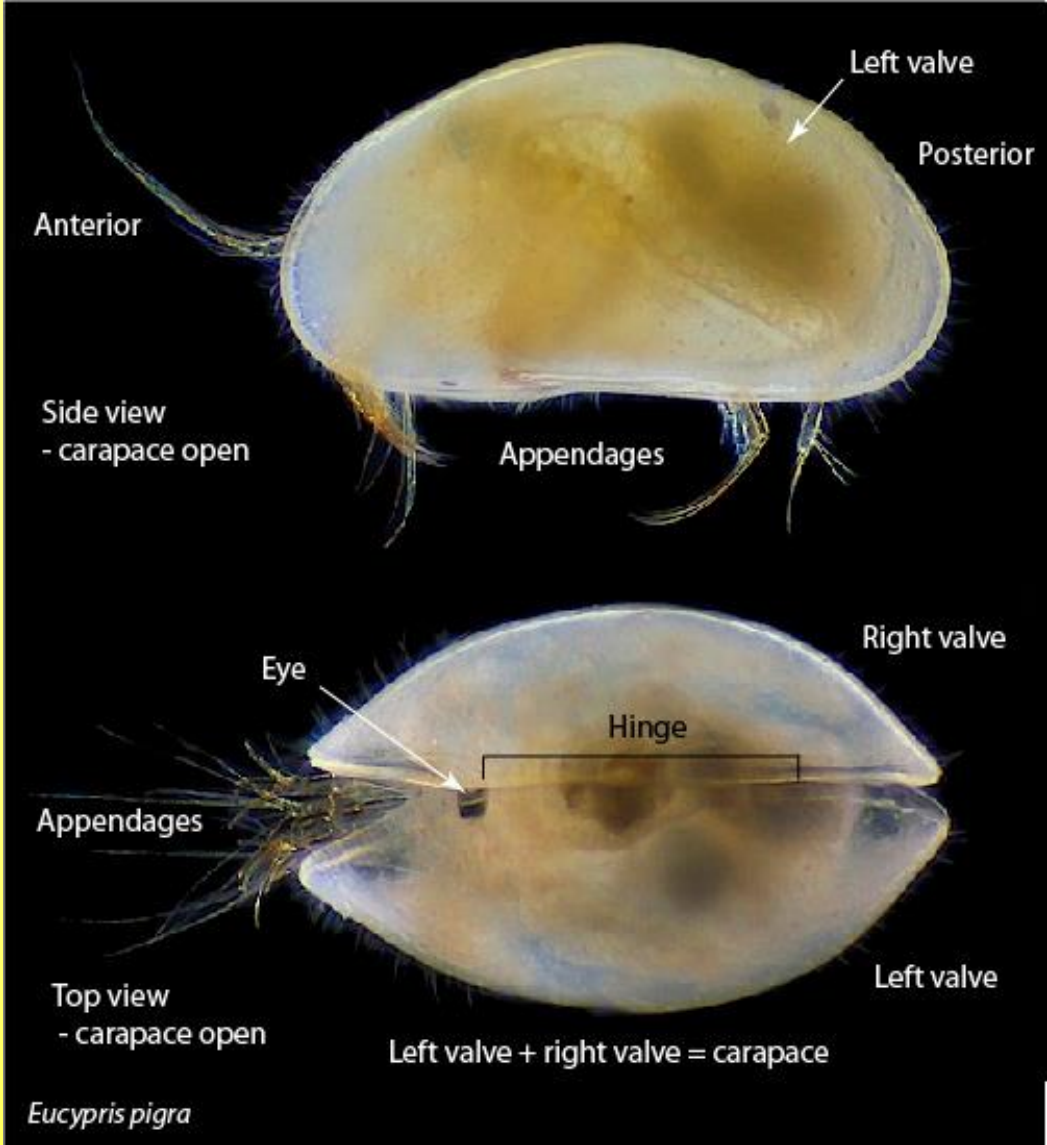 Left valve
Posterior
Anterior
Side view
- carapace open
Appendages
Right valve
Eye
Hinge
Appendages
Left valve
Top view
- carapace open
Left valve + right valve = carapace
Eucypris pigra